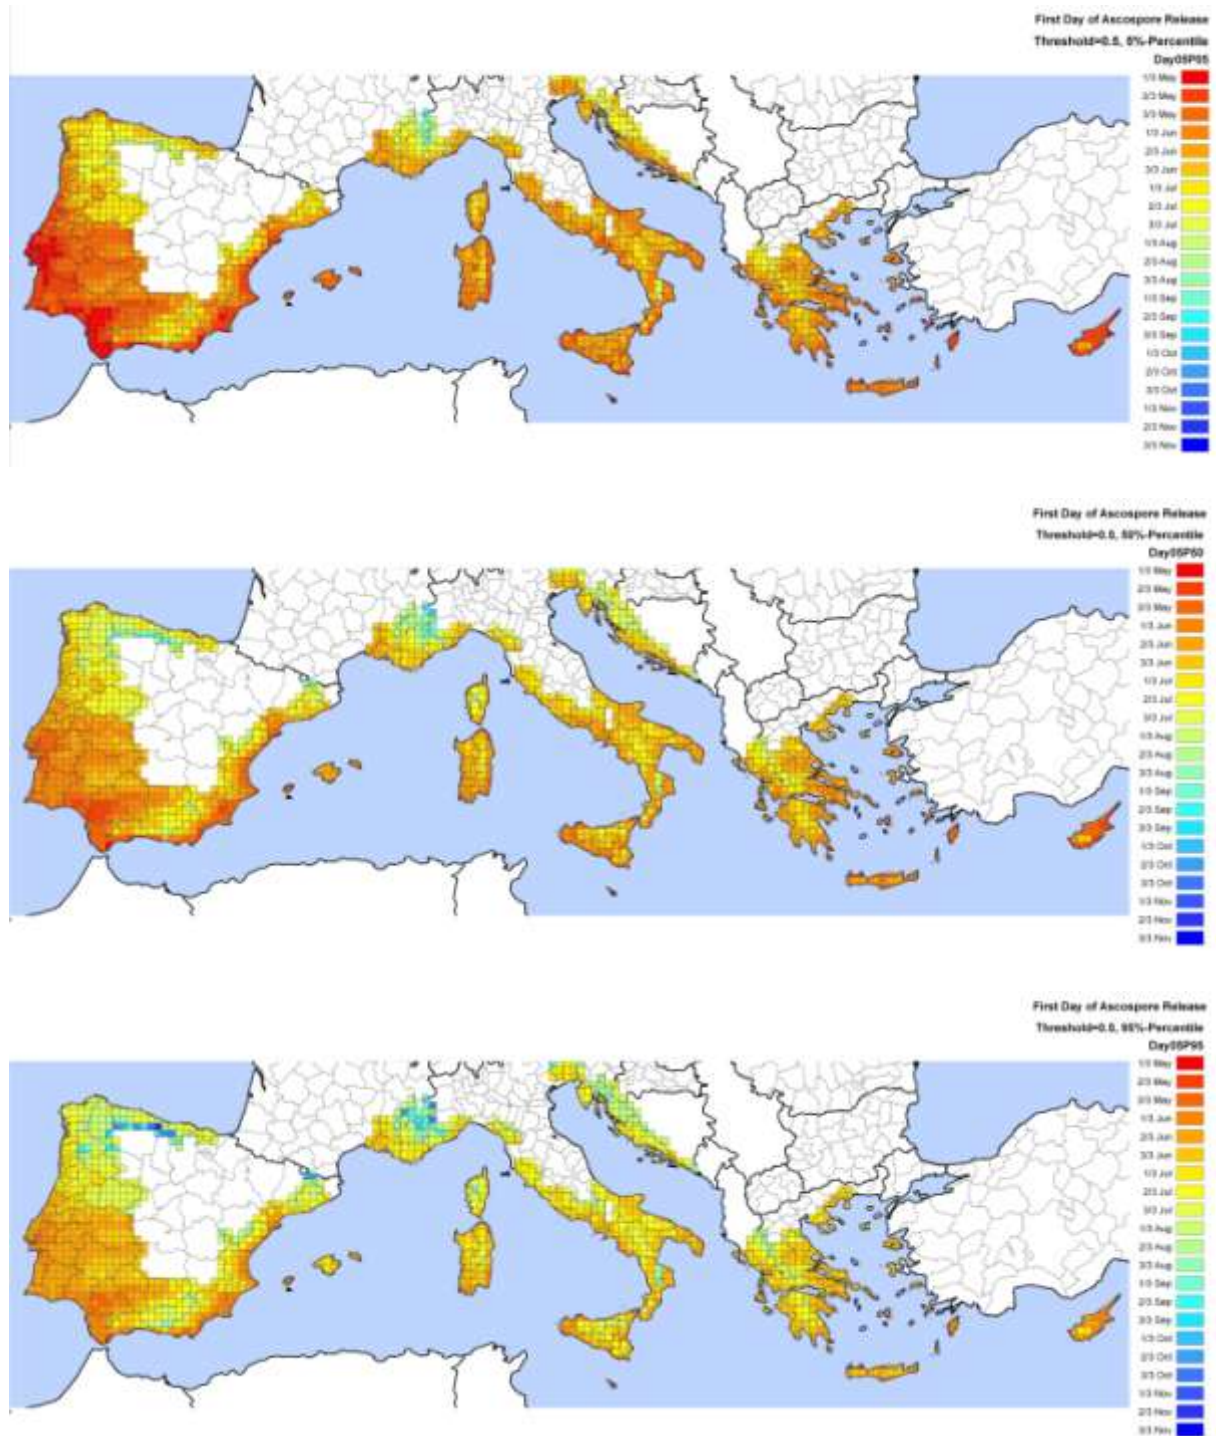 First Day of Ascospore Release
Threshold=0.5, 5%-Percentile
Day05P05
1/3 May
2/3 May
3/3 May
1/3 Jun
2/3 Jun
3/3 Jun
1/3 Jul
2/3 Jul
3/3 Jul
1/3 Aug
2/3 Aug
3/3 Aug
1/3 Sep
2/3 Sep
3/3 Sep
1/3 Oct
2/3 Oct
3/3 Oct
1/3 Nov
2/3 Nov
3/3 Nov
First Day of Ascospore Release
Threshold=0.5, 50%-Percentile
Day05P50
1/3 May
2/3 May
3/3 May
1/3 Jun
2/3 Jun
3/3 Jun
1/3 Jul
2/3 Jul
3/3 Jul
1/3 Aug
2/3 Aug
3/3 Aug
1/3 Sep
2/3 Sep
3/3 Sep
1/3 Oct
2/3 Oct
3/3 Oct
1/3 Nov
2/3 Nov
3/3 Nov
First Day of Ascospore Release
Threshold=0.5, 95%-Percentile
Day05P95
1/3 May
2/3 May
3/3 May
1/3 Jun
2/3 Jun
3/3 Jun
1/3 Jul
2/3 Jul
3/3 Jul
1/3 Aug
2/3 Aug
3/3 Aug
1/3 Sep
2/3 Sep
3/3 Sep
1/3 Oct
2/3 Oct
3/3 Oct
1/3 Nov
2/3 Nov
3/3 Nov